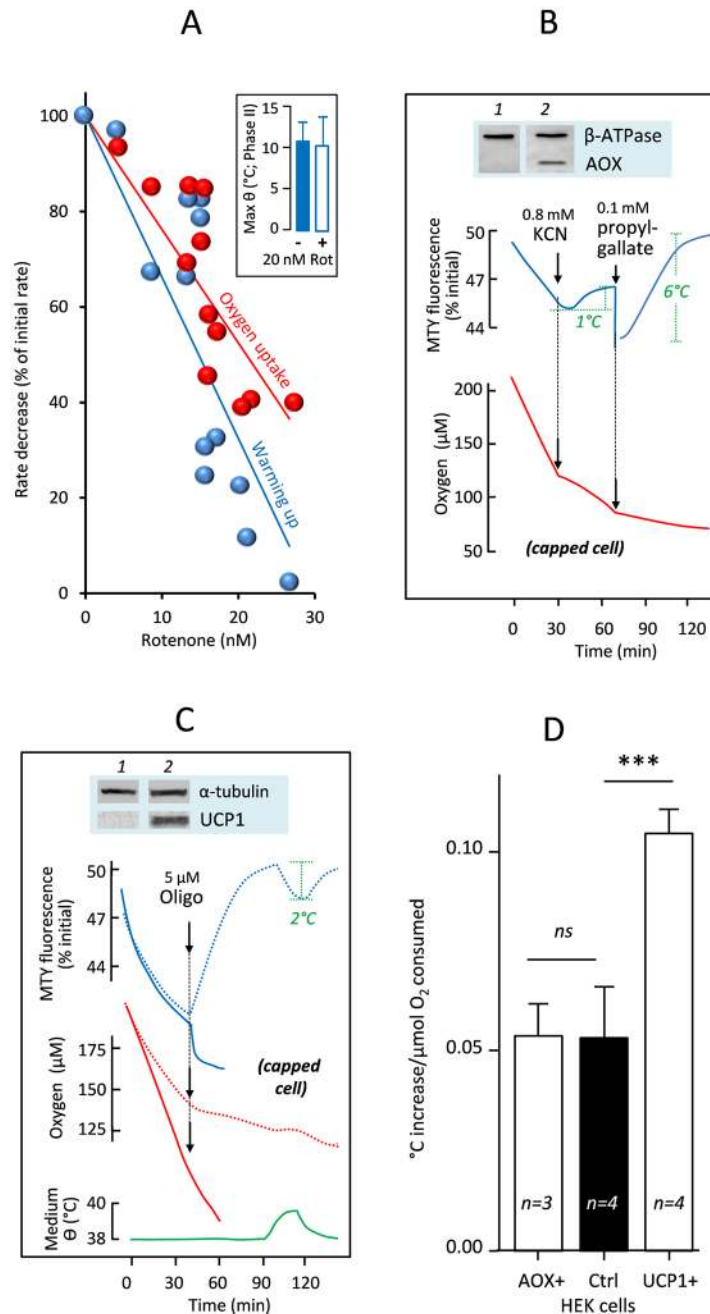 A
Rate decrease (% of initial rate)
100
80
60
40
20
0
0
10
20
30
Rotenone (nM)
Oxygen uptake
Warming up
Max θ (°C; Phase II)
15
10
5
0
- +
20 nM Rot
B
1 2
β-ATPase
AOX
MTY fluorescence
(% initial)
50
47
44
0.8 mM
KCN
0.1 mM
propyl-
gallate
1°C
6°C
Oxygen
(µM)
200
150
100
50
(capped cell)
0 30 60 90 120
Time (min)
C
1 2
α-tubulin
UCP1
MTY fluorescence
(% initial)
50
47
44
5 µM
Oligo
2°C
Oxygen (µM)
175
150
125
(capped cell)
Medium
Θ (°C)
40
38
0 30 60 90 120
Time (min)
D
°C increase/µmol O₂ consumed
0.10
0.05
0.00
***
ns
n=3 n=4 n=4
AOX+ Ctrl UCP1+
HEK cells